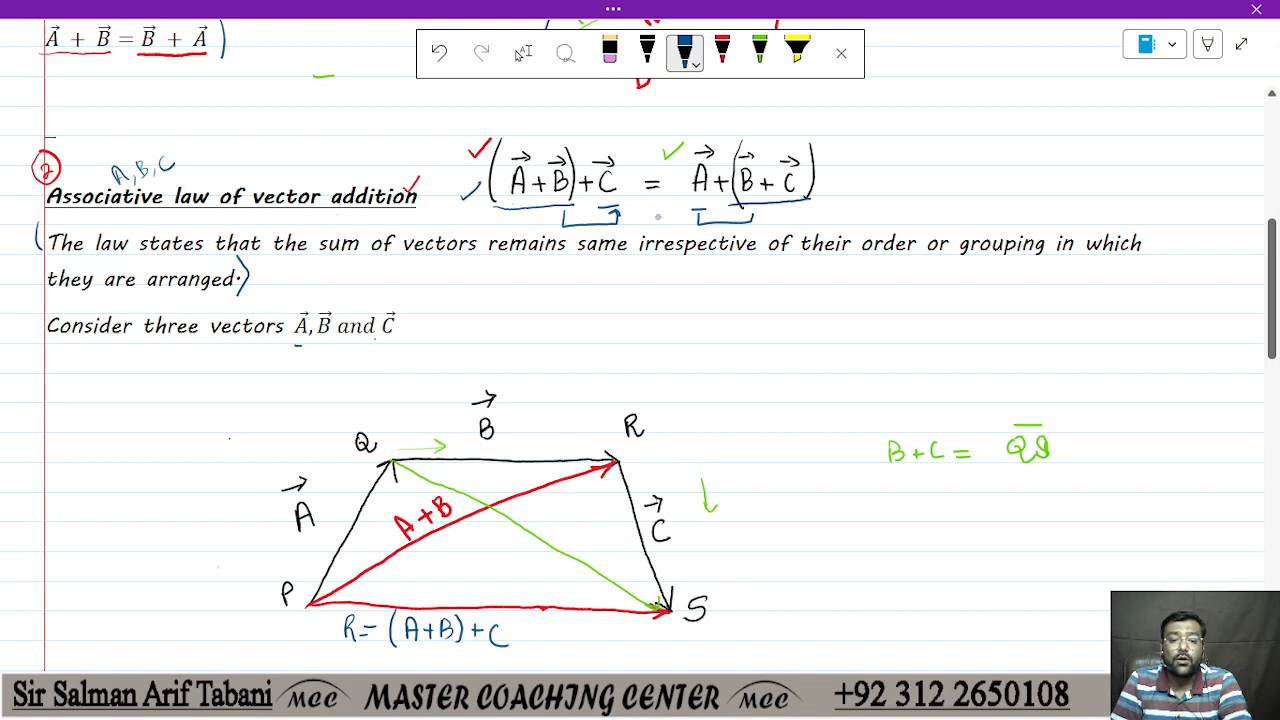 A⃗ + B⃗ = B⃗ + A⃗ )
2
A, B, C
(A⃗ + B⃗) + C⃗ = A⃗ + (B⃗ + C⃗)
Associative law of vector addition
(The law states that the sum of vectors remains same irrespective of their order or grouping in which
they are arranged.)
Consider three vectors A⃗, B⃗ and C⃗
B⃗
Q
R
B + C = QS
A⃗
A+B
C⃗
P
S
R = (A+B) + C
Sir Salman Arif Tabani mcc MASTER COACHING CENTER mcc +92 312 2650108